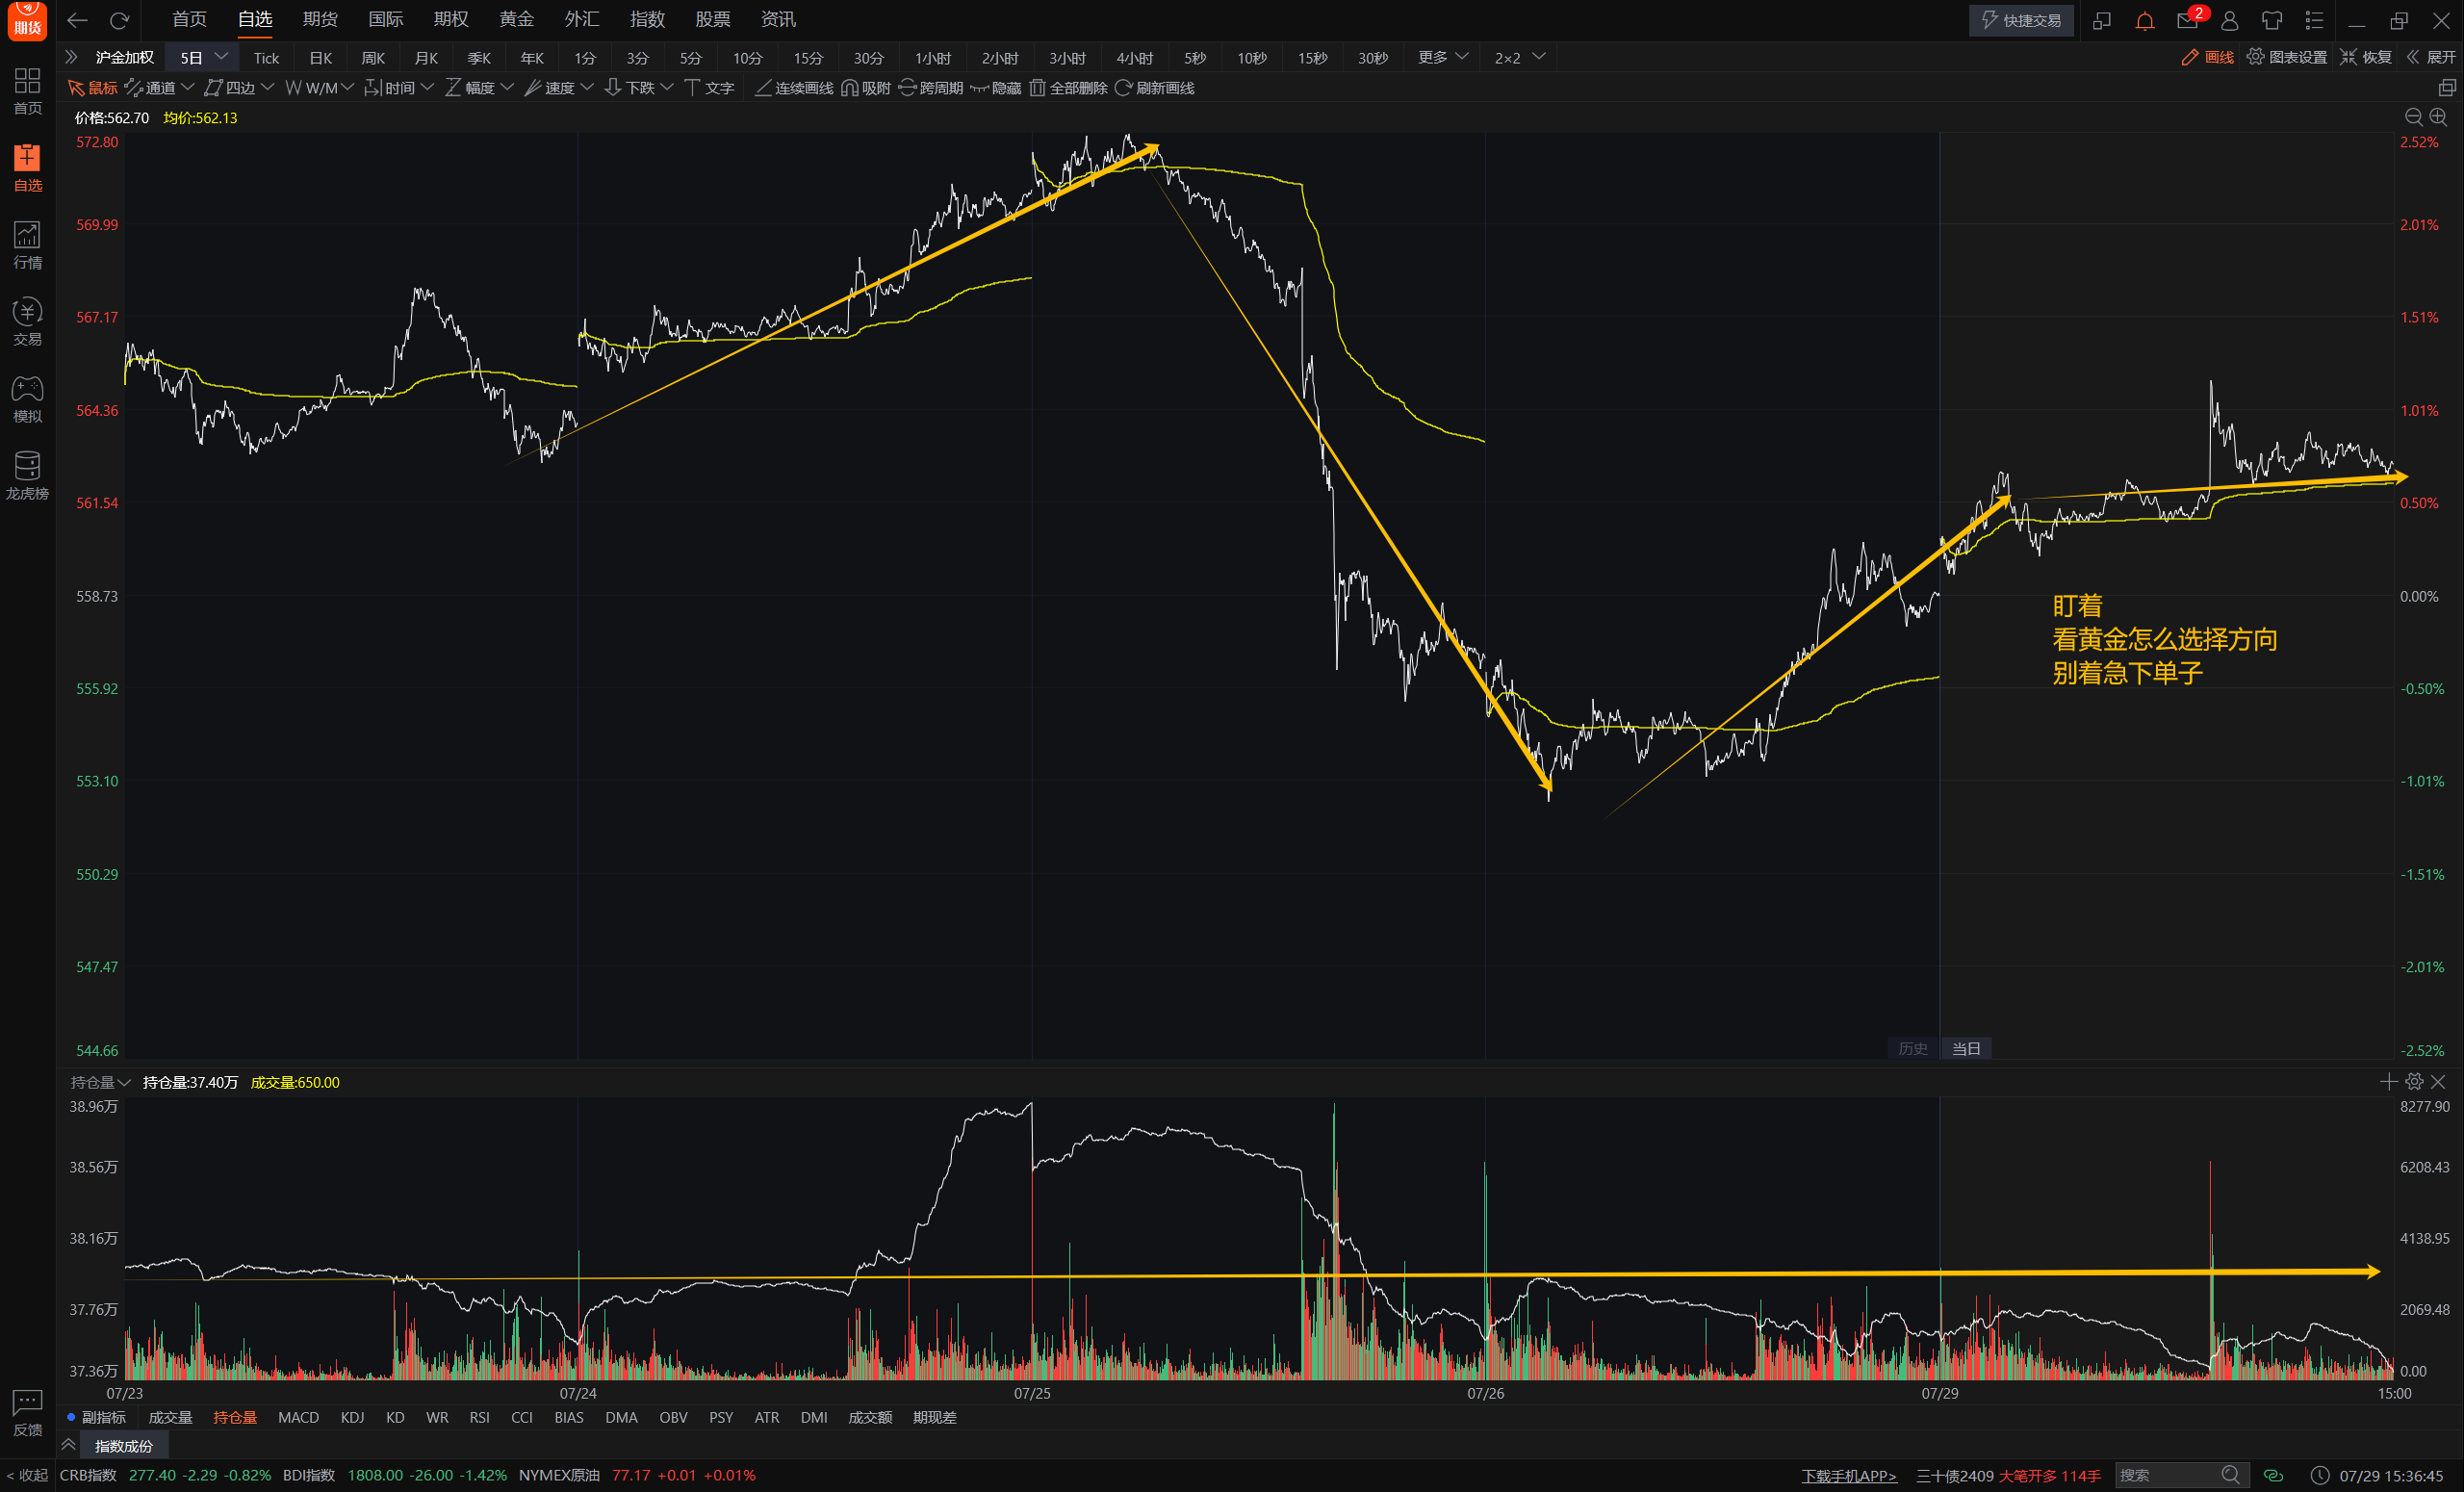 期货
首页 自选 期货 国际 期权 黄金 外汇 指数 股票 资讯
快捷交易 2
沪金加权 5日 Tick 日K 周K 月K 季K 年K 1分 3分 5分 10分 15分 30分 1小时 2小时 3小时 4小时 5秒 10秒 15秒 30秒 更多 2×2
画线 图表设置 恢复 展开
鼠标 通道 四边 W/M 时间 幅度 速度 下跌 文字 连续画线 吸附 跨周期 隐藏 全部删除 刷新画线
首页
自选
行情
交易
模拟
龙虎榜
反馈
价格:562.70 均价:562.13
572.80 2.52%
569.99 2.01%
567.17 1.51%
564.36 1.01%
561.54 0.50%
558.73 0.00%
555.92 -0.50%
553.10 -1.01%
550.29 -1.51%
547.47 -2.01%
544.66 -2.52%
盯着
看黄金怎么选择方向
别着急下单子
历史 当日
持仓量 持仓量:37.40万 成交量:650.00
38.96万 8277.90
38.56万 6208.43
38.16万 4138.95
37.76万 2069.48
37.36万 0.00
07/23 07/24 07/25 07/26 07/29 15:00
副指标 成交量 持仓量 MACD KDJ KD WR RSI CCI BIAS DMA OBV PSY ATR DMI 成交额 期现差
指数成份
< 收起 CRB指数 277.40 -2.29 -0.82% BDI指数 1808.00 -26.00 -1.42% NYMEX原油 77.17 +0.01 +0.01%
下载手机APP> 三十债2409 大笔开多 114手 搜索 07/29 15:36:45